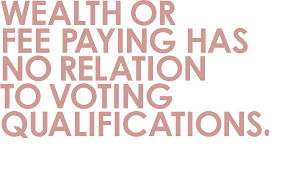 WEALTH OR
FEE PAYING HAS
NO RELATION
TO VOTING
QUALIFICATIONS.